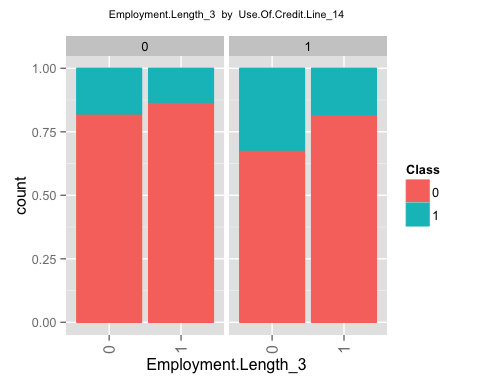 Employment.Length_3 by Use.Of.Credit.Line_14
0 1
1.00
0.75
0.50
0.25
0.00
count
0 1 0 1
Employment.Length_3
Class
0
1